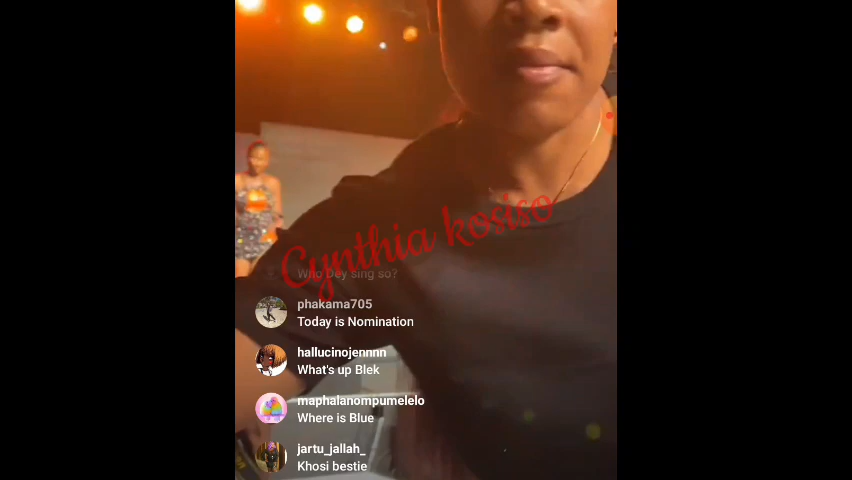 Cynthia kosiso
Who Dey sing so?
phakama705
Today is Nomination
hallucinojennnn
What's up Blek
maphalanompumelelo
Where is Blue
jartu_jallah_
Khosi bestie